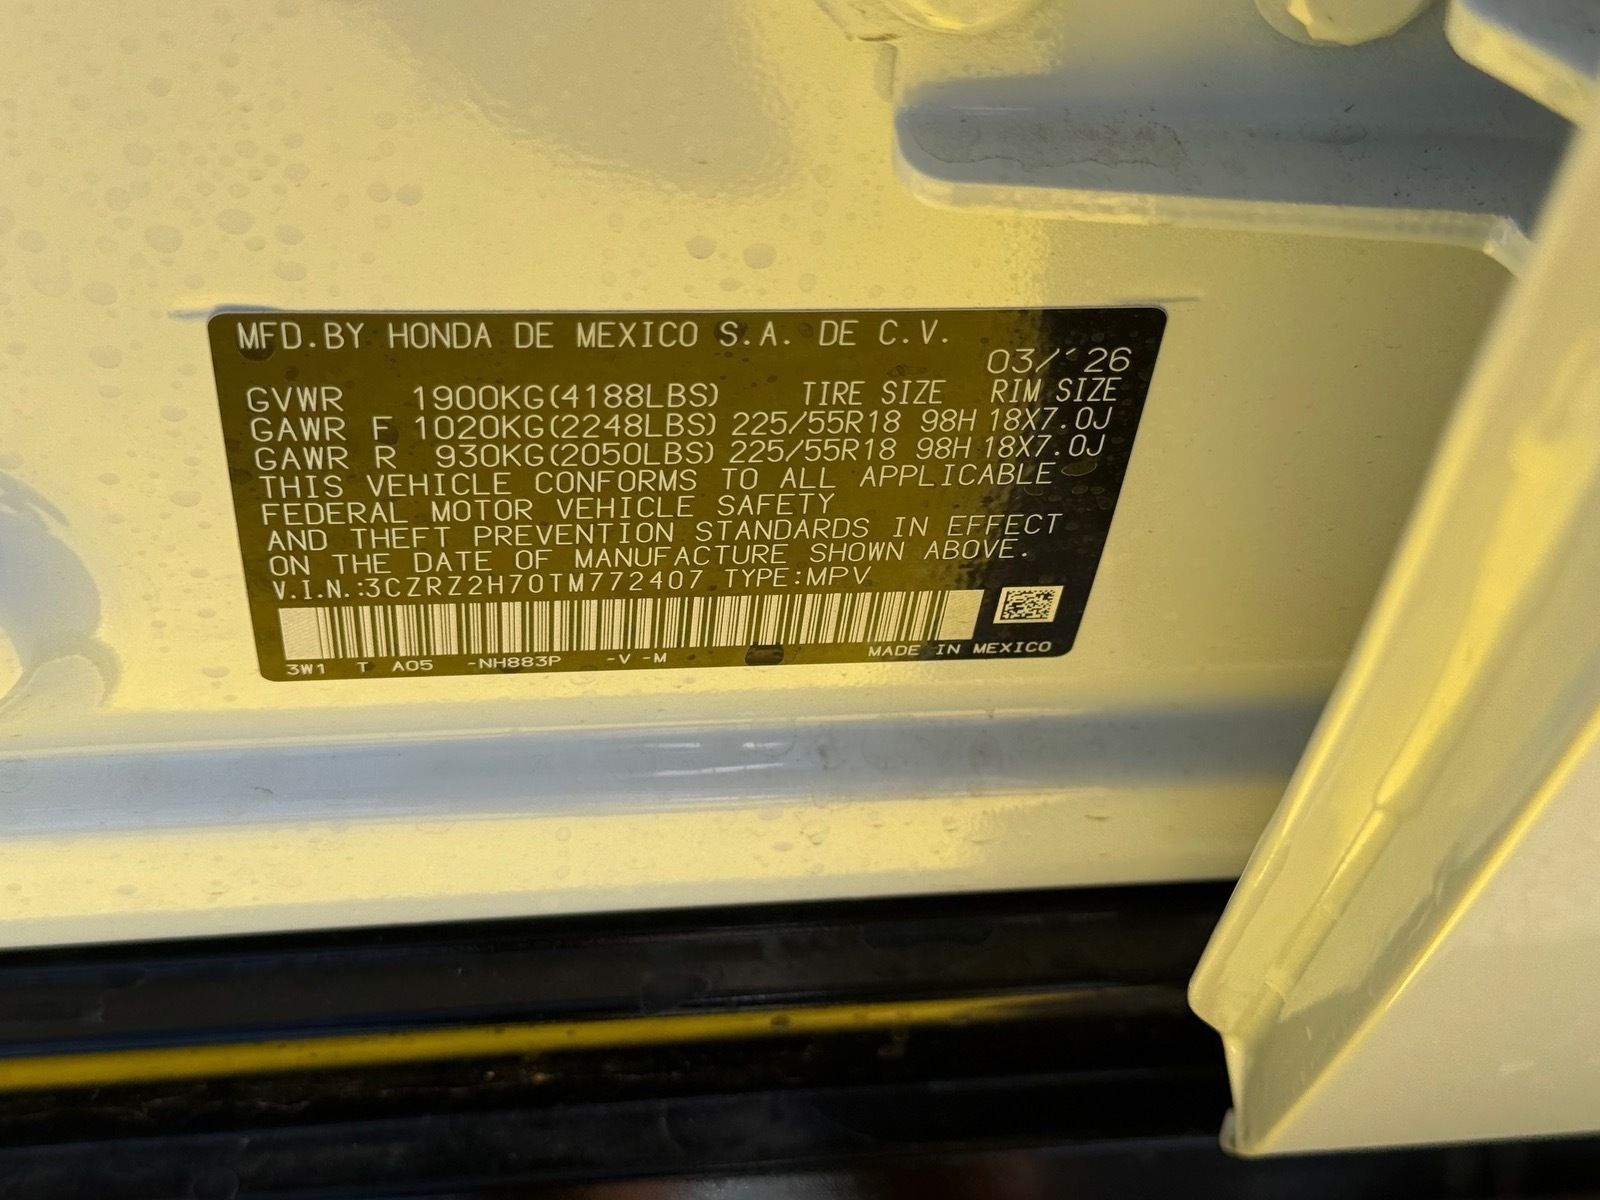 MFD.BY HONDA DE MEXICO S.A. DE C.V.
03/'26
GVWR 1900KG(4188LBS) TIRE SIZE RIM SIZE
GAWR F 1020KG(2248LBS) 225/55R18 98H 18X7.0J
GAWR R 930KG(2050LBS) 225/55R18 98H 18X7.0J
THIS VEHICLE CONFORMS TO ALL APPLICABLE
FEDERAL MOTOR VEHICLE SAFETY
AND THEFT PREVENTION STANDARDS IN EFFECT
ON THE DATE OF MANUFACTURE SHOWN ABOVE.
V.I.N.:3CZRZ2H70TM772407 TYPE:MPV
3W1 T A05 -NH883P -V -M MADE IN MEXICO